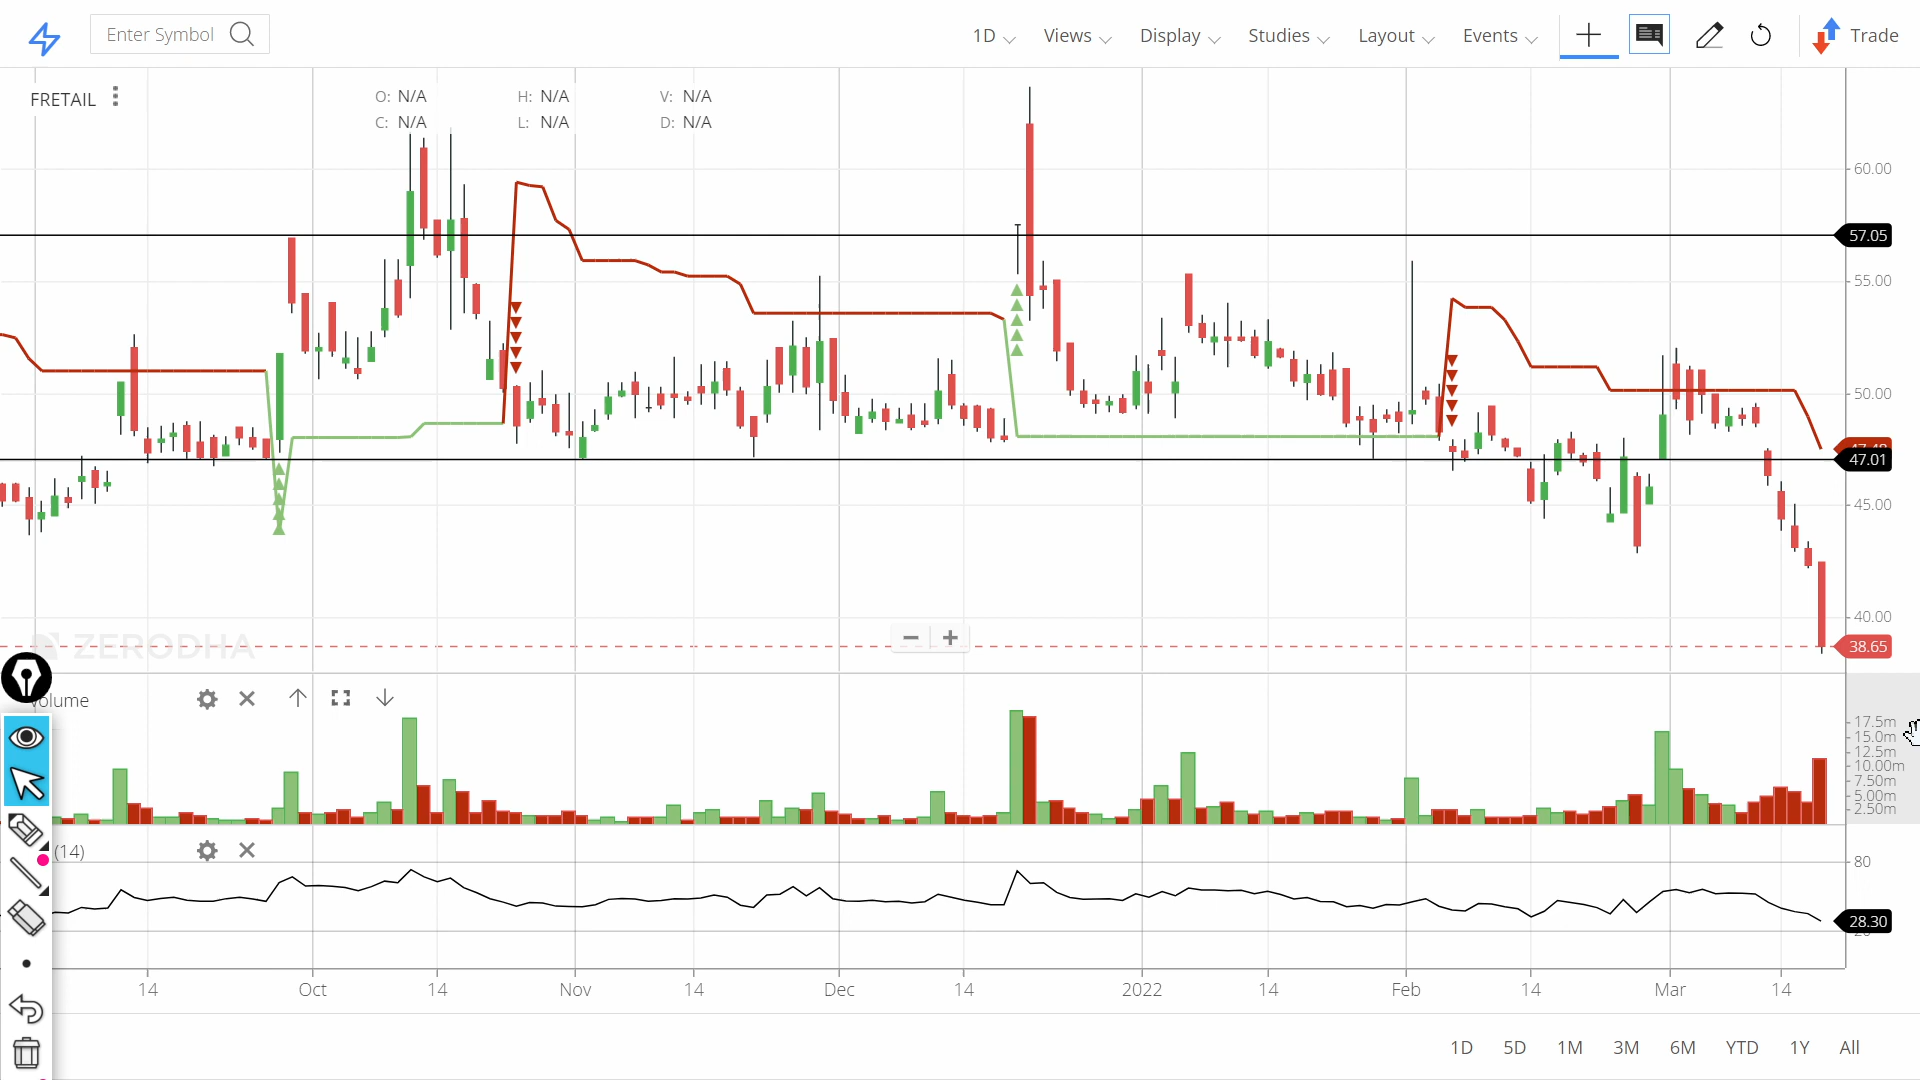 Enter Symbol
1D Views Display Studies Layout Events Trade
FRETAIL
O: N/A H: N/A V: N/A
C: N/A L: N/A D: N/A
60.00
57.05
55.00
50.00
47.01
45.00
40.00
38.65
ZERODHA
Volume
17.5m
15.0m
12.5m
10.00m
7.50m
5.00m
2.50m
(14)
80
28.30
14 Oct 14 Nov 14 Dec 14 2022 14 Feb 14 Mar 14
1D 5D 1M 3M 6M YTD 1Y All